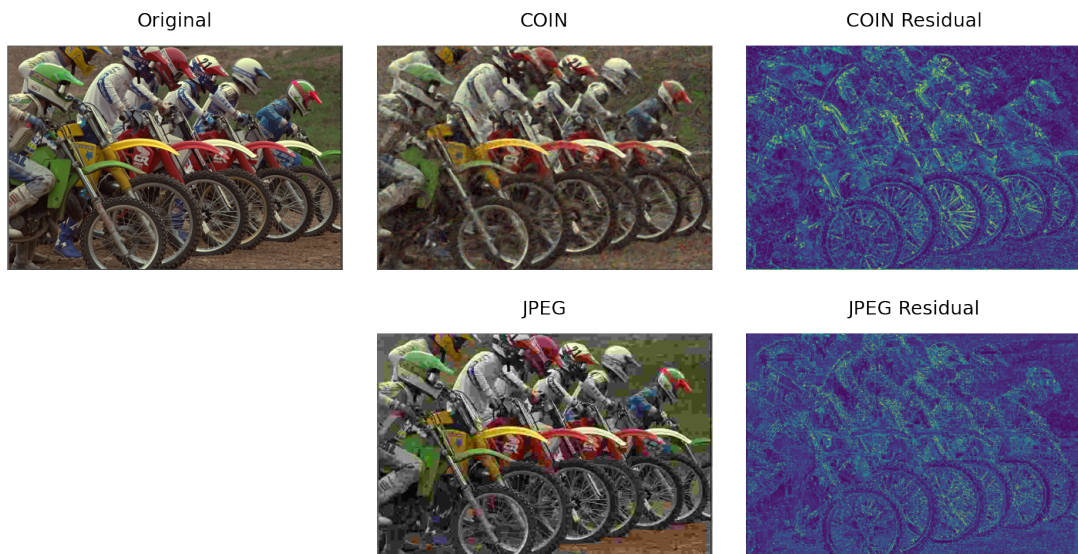 Original
COIN
COIN Residual
JPEG
JPEG Residual